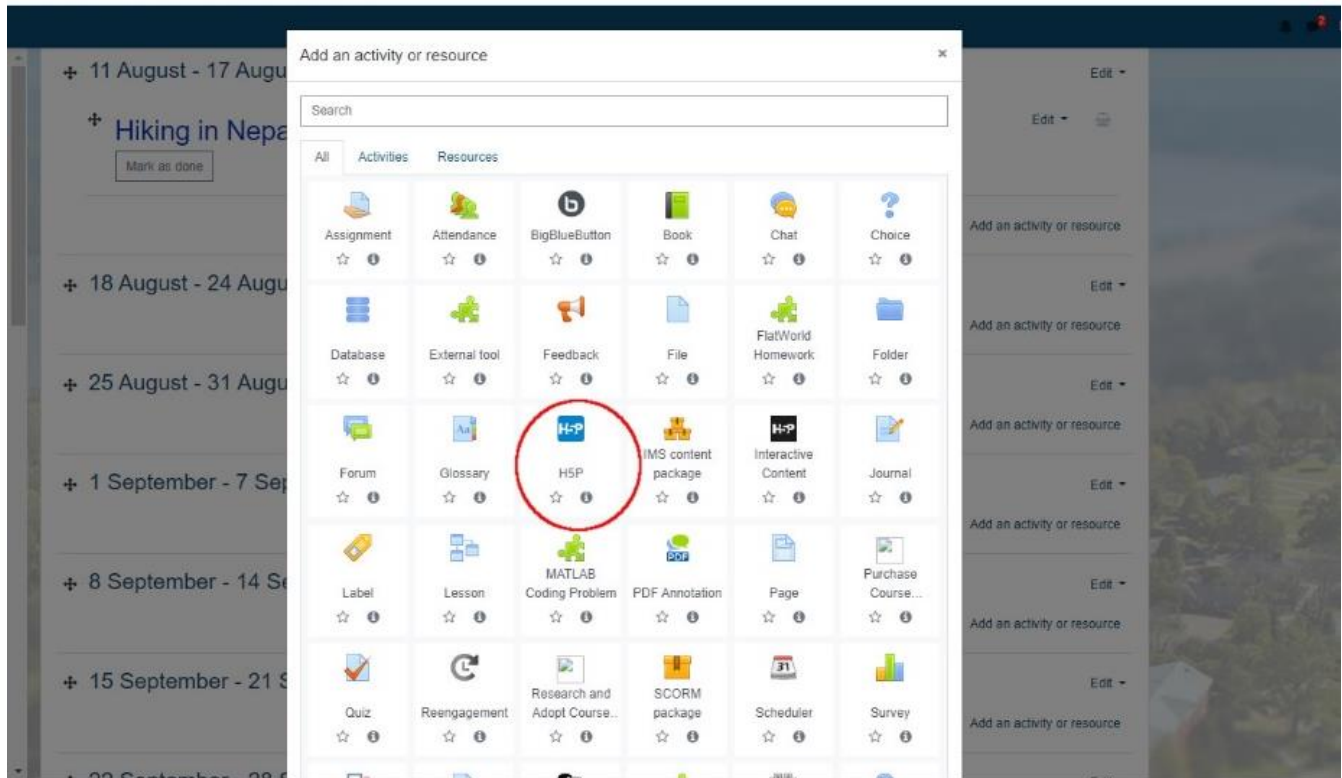 2
Add an activity or resource
×
11 August - 17 Augu
Edit
Search
Hiking in Nepa
Edit
Mark as done
All Activities Resources
Assignment Attendance BigBlueButton Book Chat Choice
Add an activity or resource
18 August - 24 Augu
Edit
Database External tool Feedback File FlatWorld Homework Folder
Add an activity or resource
25 August - 31 Augu
Edit
Forum Glossary H5P IMS content package Interactive Content Journal
Add an activity or resource
1 September - 7 Sep
Edit
Add an activity or resource
8 September - 14 Se
Edit
Label Lesson MATLAB Coding Problem PDF Annotation Page Purchase Course...
Add an activity or resource
15 September - 21 S
Edit
Quiz Reengagement Research and Adopt Course... SCORM package Scheduler Survey
Add an activity or resource